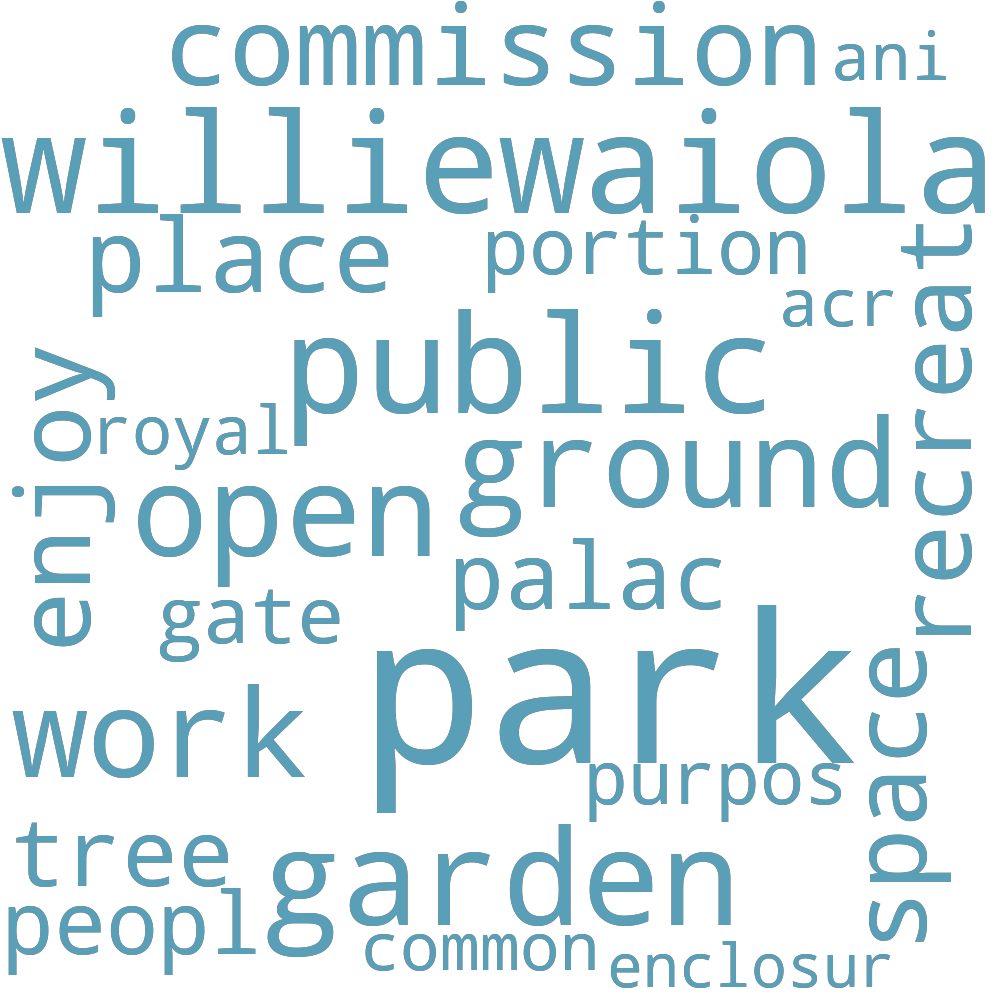 commission ani
williewaiola
place portion
acr
recreat
public
enjoy
royal
ground
open
palac
gate
park
space
work
purpos
tree
garden
peopl
common
enclosur